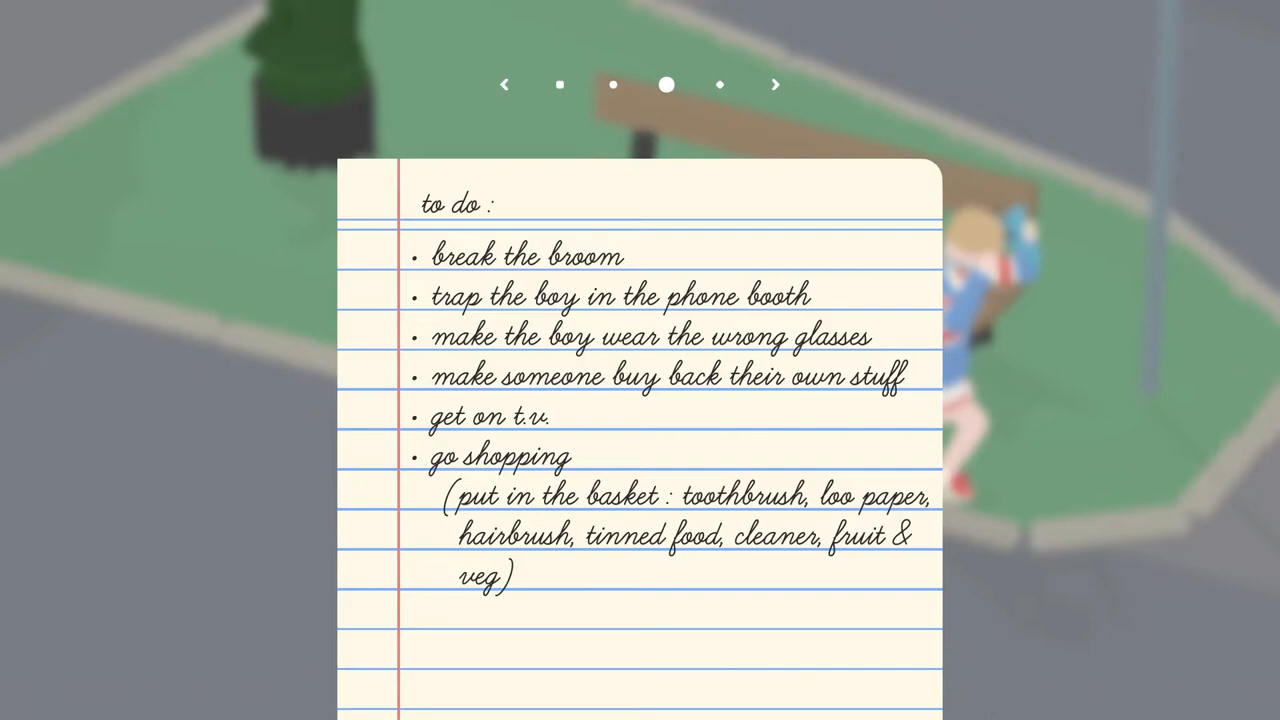 to do :
• break the broom
• trap the boy in the phone booth
• make the boy wear the wrong glasses
• make someone buy back their own stuff
• get on t.v.
• go shopping
(put in the basket : toothbrush, loo paper,
hairbrush, tinned food, cleaner, fruit &
veg)